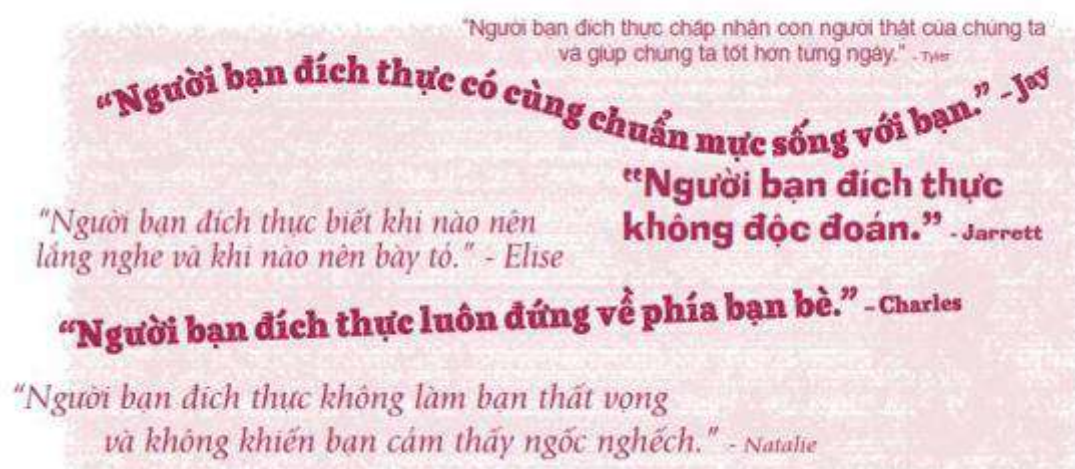 "Người bạn đích thực chấp nhận con người thật của chúng ta
và giúp chúng ta tốt hơn từng ngày." - Tyler
"Người bạn đích thực có cùng chuẩn mực sống với bạn." - Jay
"Người bạn đích thực
không độc đoán." - Jarrett
"Người bạn đích thực biết khi nào nên
lắng nghe và khi nào nên bày tỏ." - Elise
"Người bạn đích thực luôn đứng về phía bạn bè." - Charles
"Người bạn đích thực không làm bạn thất vọng
và không khiến bạn cảm thấy ngốc nghếch." - Natalie